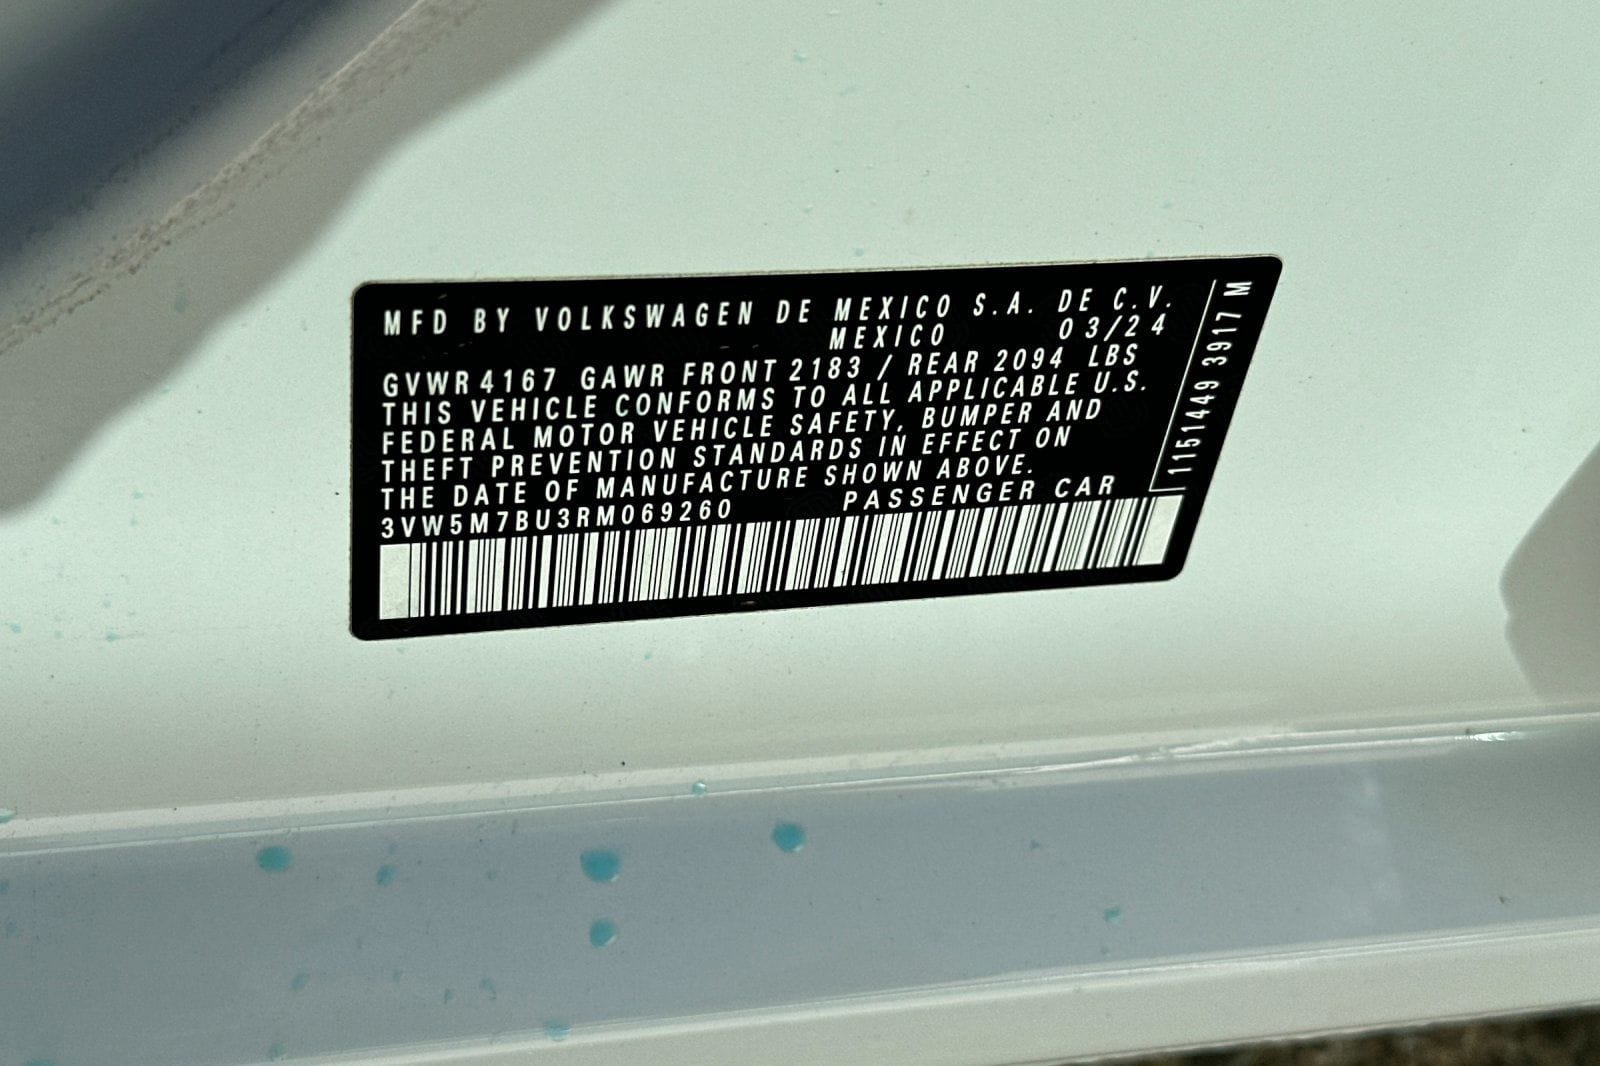 MFD BY VOLKSWAGEN DE MEXICO S.A. DE C.V.
MEXICO 03/24
GVWR 4167 GAWR FRONT 2183 / REAR 2094 LBS
THIS VEHICLE CONFORMS TO ALL APPLICABLE U.S.
FEDERAL MOTOR VEHICLE SAFETY, BUMPER AND
THEFT PREVENTION STANDARDS IN EFFECT ON
THE DATE OF MANUFACTURE SHOWN ABOVE.
3VW5M7BU3RM069260 PASSENGER CAR
1151449 3917 M